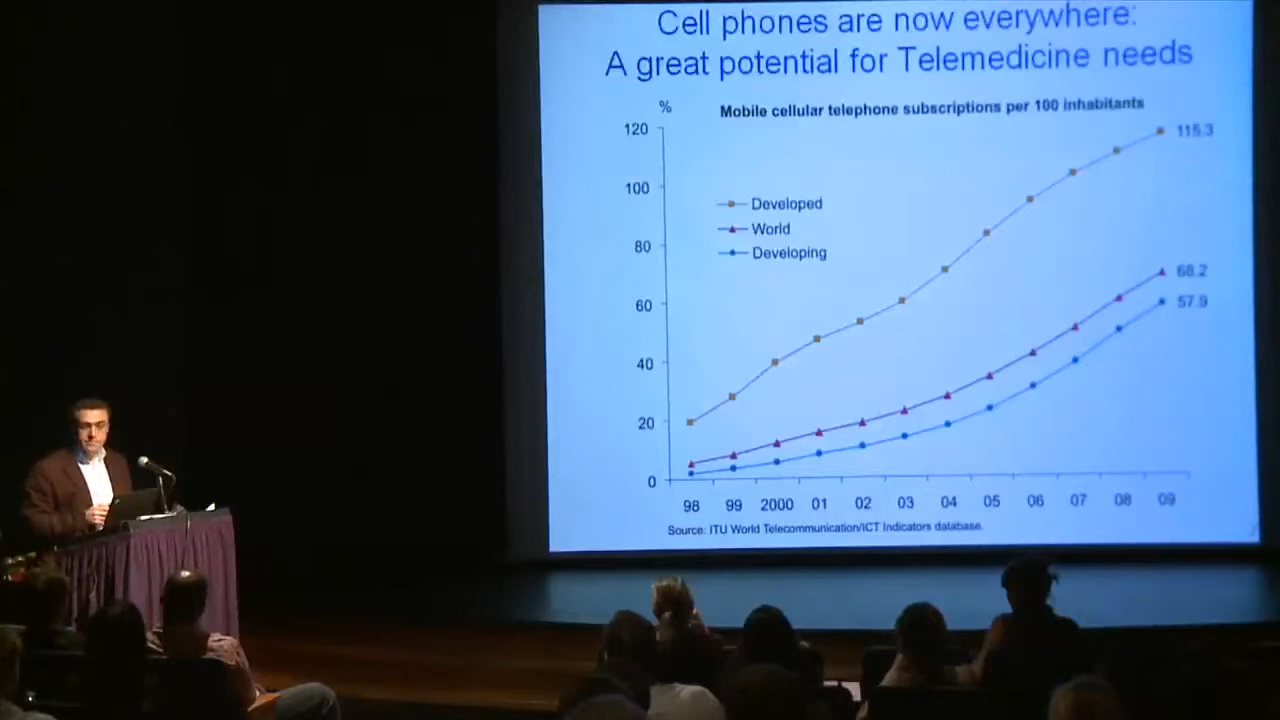 Cell phones are now everywhere:
A great potential for Telemedicine needs
%
Mobile cellular telephone subscriptions per 100 inhabitants
120
100
80
60
40
20
0
Developed
World
Developing
115.3
68.2
57.9
98 99 2000 01 02 03 04 05 06 07 08 09
Source: ITU World Telecommunication/ICT Indicators database.